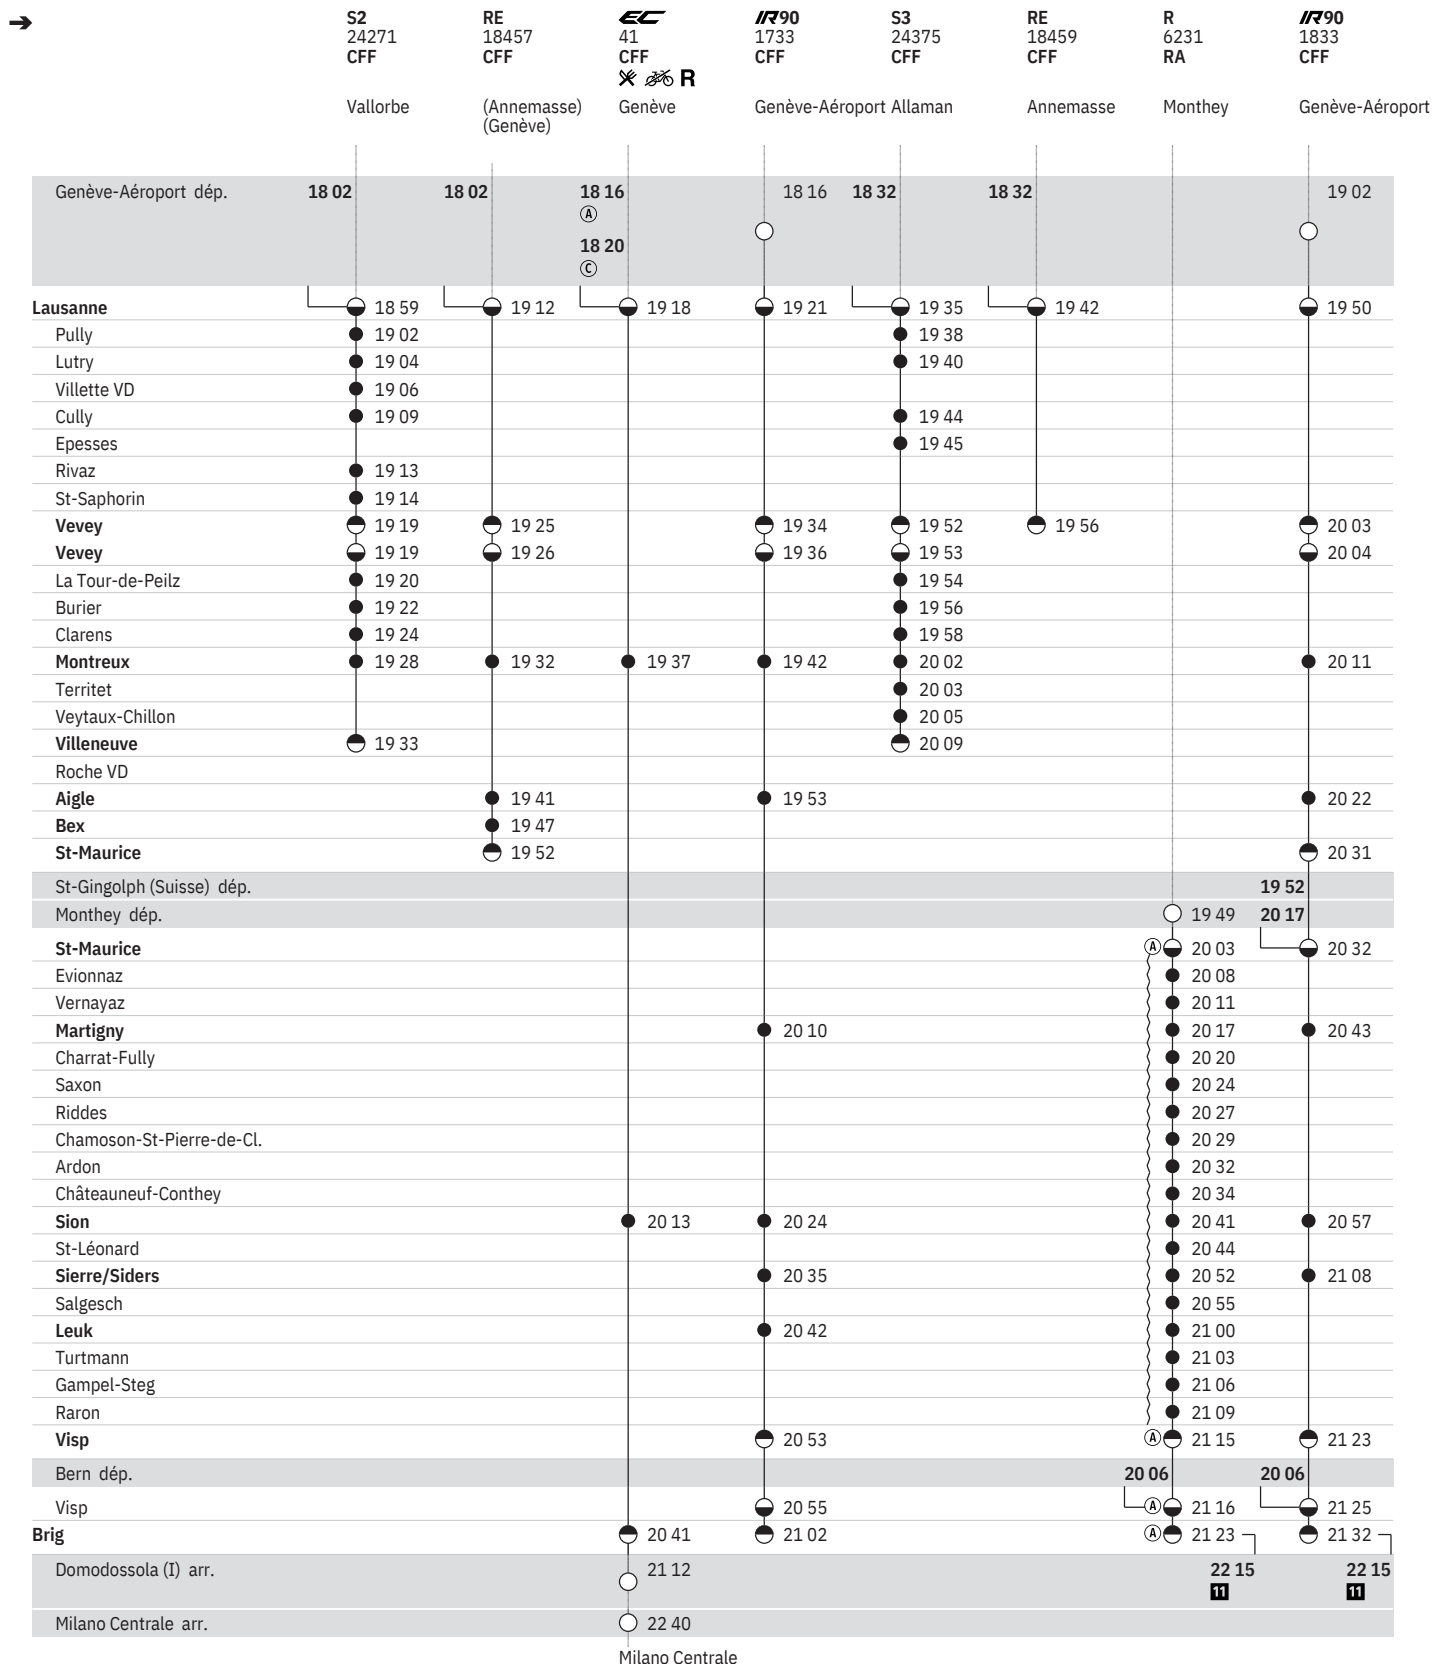 ➔ S2 RE EC IR90 S3 RE R IR90
24271 18457 41 1733 24375 18459 6231 1833
CFF CFF CFF CFF CFF CFF RA CFF
R
Vallorbe (Annemasse) Genève Genève-Aéroport Allaman Annemasse Monthey Genève-Aéroport
(Genève)
Genève-Aéroport dép. 18 02 18 02 18 16 18 16 18 32 18 32 19 02
Ⓐ
18 20
Ⓒ
Lausanne 18 59 19 12 19 18 19 21 19 35 19 42 19 50
Pully 19 02 19 38
Lutry 19 04 19 40
Villette VD 19 06
Cully 19 09 19 44
Epesses 19 45
Rivaz 19 13
St-Saphorin 19 14
Vevey 19 19 19 25 19 34 19 52 19 56 20 03
Vevey 19 19 19 26 19 36 19 53 20 04
La Tour-de-Peilz 19 20 19 54
Burier 19 22 19 56
Clarens 19 24 19 58
Montreux 19 28 19 32 19 37 19 42 20 02 20 11
Territet 20 03
Veytaux-Chillon 20 05
Villeneuve 19 33 20 09
Roche VD
Aigle 19 41 19 53 20 22
Bex 19 47
St-Maurice 19 52 20 31
St-Gingolph (Suisse) dép. 19 52
Monthey dép. 19 49 20 17
St-Maurice Ⓐ 20 03 20 32
Evionnaz 20 08
Vernayaz 20 11
Martigny 20 10 20 17 20 43
Charrat-Fully 20 20
Saxon 20 24
Riddes 20 27
Chamoson-St-Pierre-de-Cl. 20 29
Ardon 20 32
Châteauneuf-Conthey 20 34
Sion 20 13 20 24 20 41 20 57
St-Léonard 20 44
Sierre/Siders 20 35 20 52 21 08
Salgesch 20 55
Leuk 20 42 21 00
Turtmann 21 03
Gampel-Steg 21 06
Raron 21 09
Visp 20 53 Ⓐ 21 15 21 23
Bern dép. 20 06 20 06
Visp 20 55 Ⓐ 21 16 21 25
Brig 20 41 21 02 Ⓐ 21 23 21 32
Domodossola (I) arr. 21 12 22 15 22 15
11 11
Milano Centrale arr. 22 40
Milano Centrale